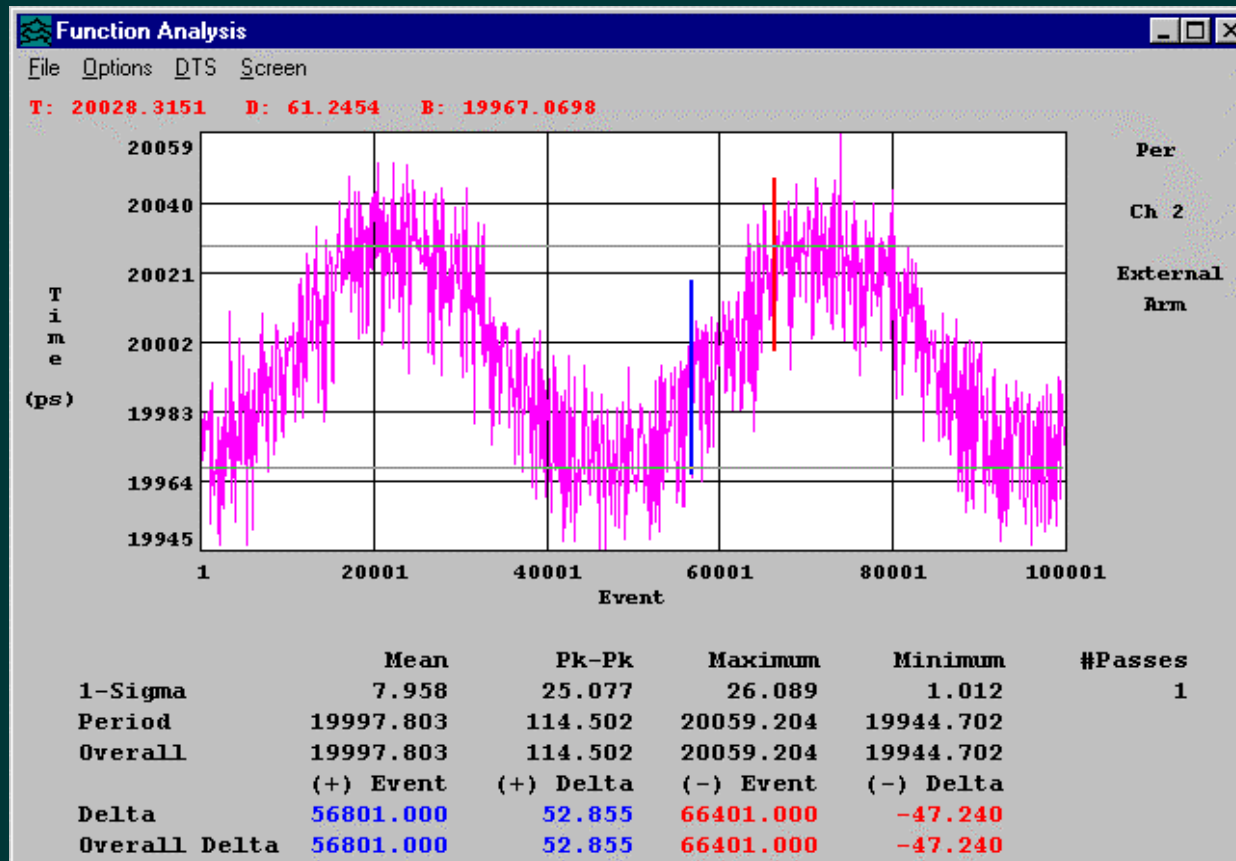 Function Analysis
File Options DTS Screen
T: 20028.3151 D: 61.2454 B: 19967.0698
20059
20040
20021
20002
19983
19964
19945
Time
(ps)
Per
Ch 2
External
Arm
1 20001 40001 60001 80001 100001
Event
Mean Pk-Pk Maximum Minimum #Passes
1-Sigma 7.958 25.077 26.089 1.012 1
Period 19997.803 114.502 20059.204 19944.702
Overall 19997.803 114.502 20059.204 19944.702
(+) Event (+) Delta (-) Event (-) Delta
Delta 56801.000 52.855 66401.000 -47.240
Overall Delta 56801.000 52.855 66401.000 -47.240